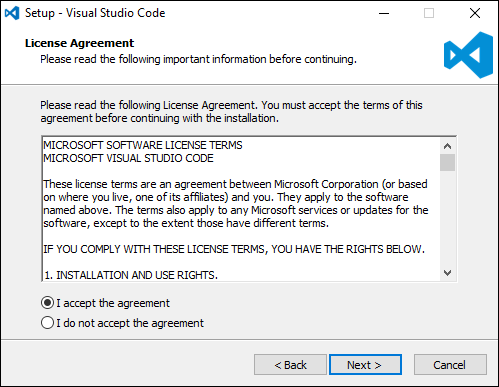 Setup - Visual Studio Code
License Agreement
Please read the following important information before continuing.
Please read the following License Agreement. You must accept the terms of this
agreement before continuing with the installation.
MICROSOFT SOFTWARE LICENSE TERMS
MICROSOFT VISUAL STUDIO CODE
These license terms are an agreement between Microsoft Corporation (or based
on where you live, one of its affiliates) and you. They apply to the software
named above. The terms also apply to any Microsoft services or updates for the
software, except to the extent those have different terms.
IF YOU COMPLY WITH THESE LICENSE TERMS, YOU HAVE THE RIGHTS BELOW.
1. INSTALLATION AND USE RIGHTS.
I accept the agreement
I do not accept the agreement
< Back
Next >
Cancel